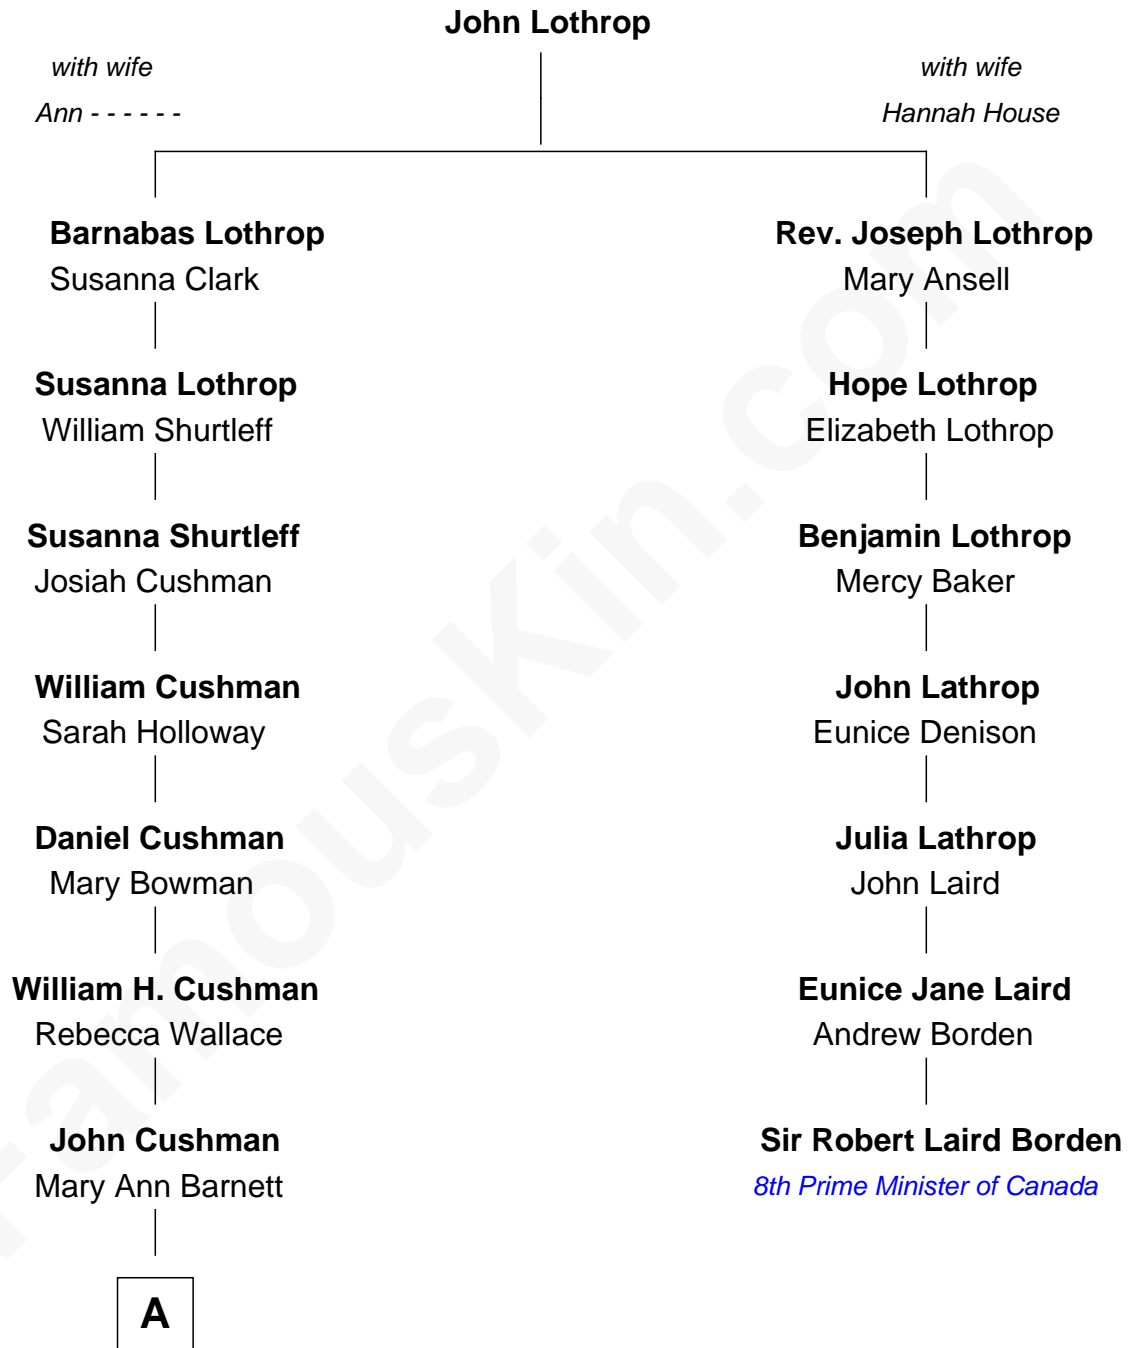 John Lothrop
with wife
Ann - - - - - -
with wife
Hannah House
Barnabas Lothrop
Susanna Clark
Rev. Joseph Lothrop
Mary Ansell
Susanna Lothrop
William Shurtleff
Hope Lothrop
Elizabeth Lothrop
Susanna Shurtleff
Josiah Cushman
Benjamin Lothrop
Mercy Baker
William Cushman
Sarah Holloway
John Lathrop
Eunice Denison
Daniel Cushman
Mary Bowman
Julia Lathrop
John Laird
William H. Cushman
Rebecca Wallace
Eunice Jane Laird
Andrew Borden
John Cushman
Mary Ann Barnett
Sir Robert Laird Borden
8th Prime Minister of Canada
A
FamousKin.com